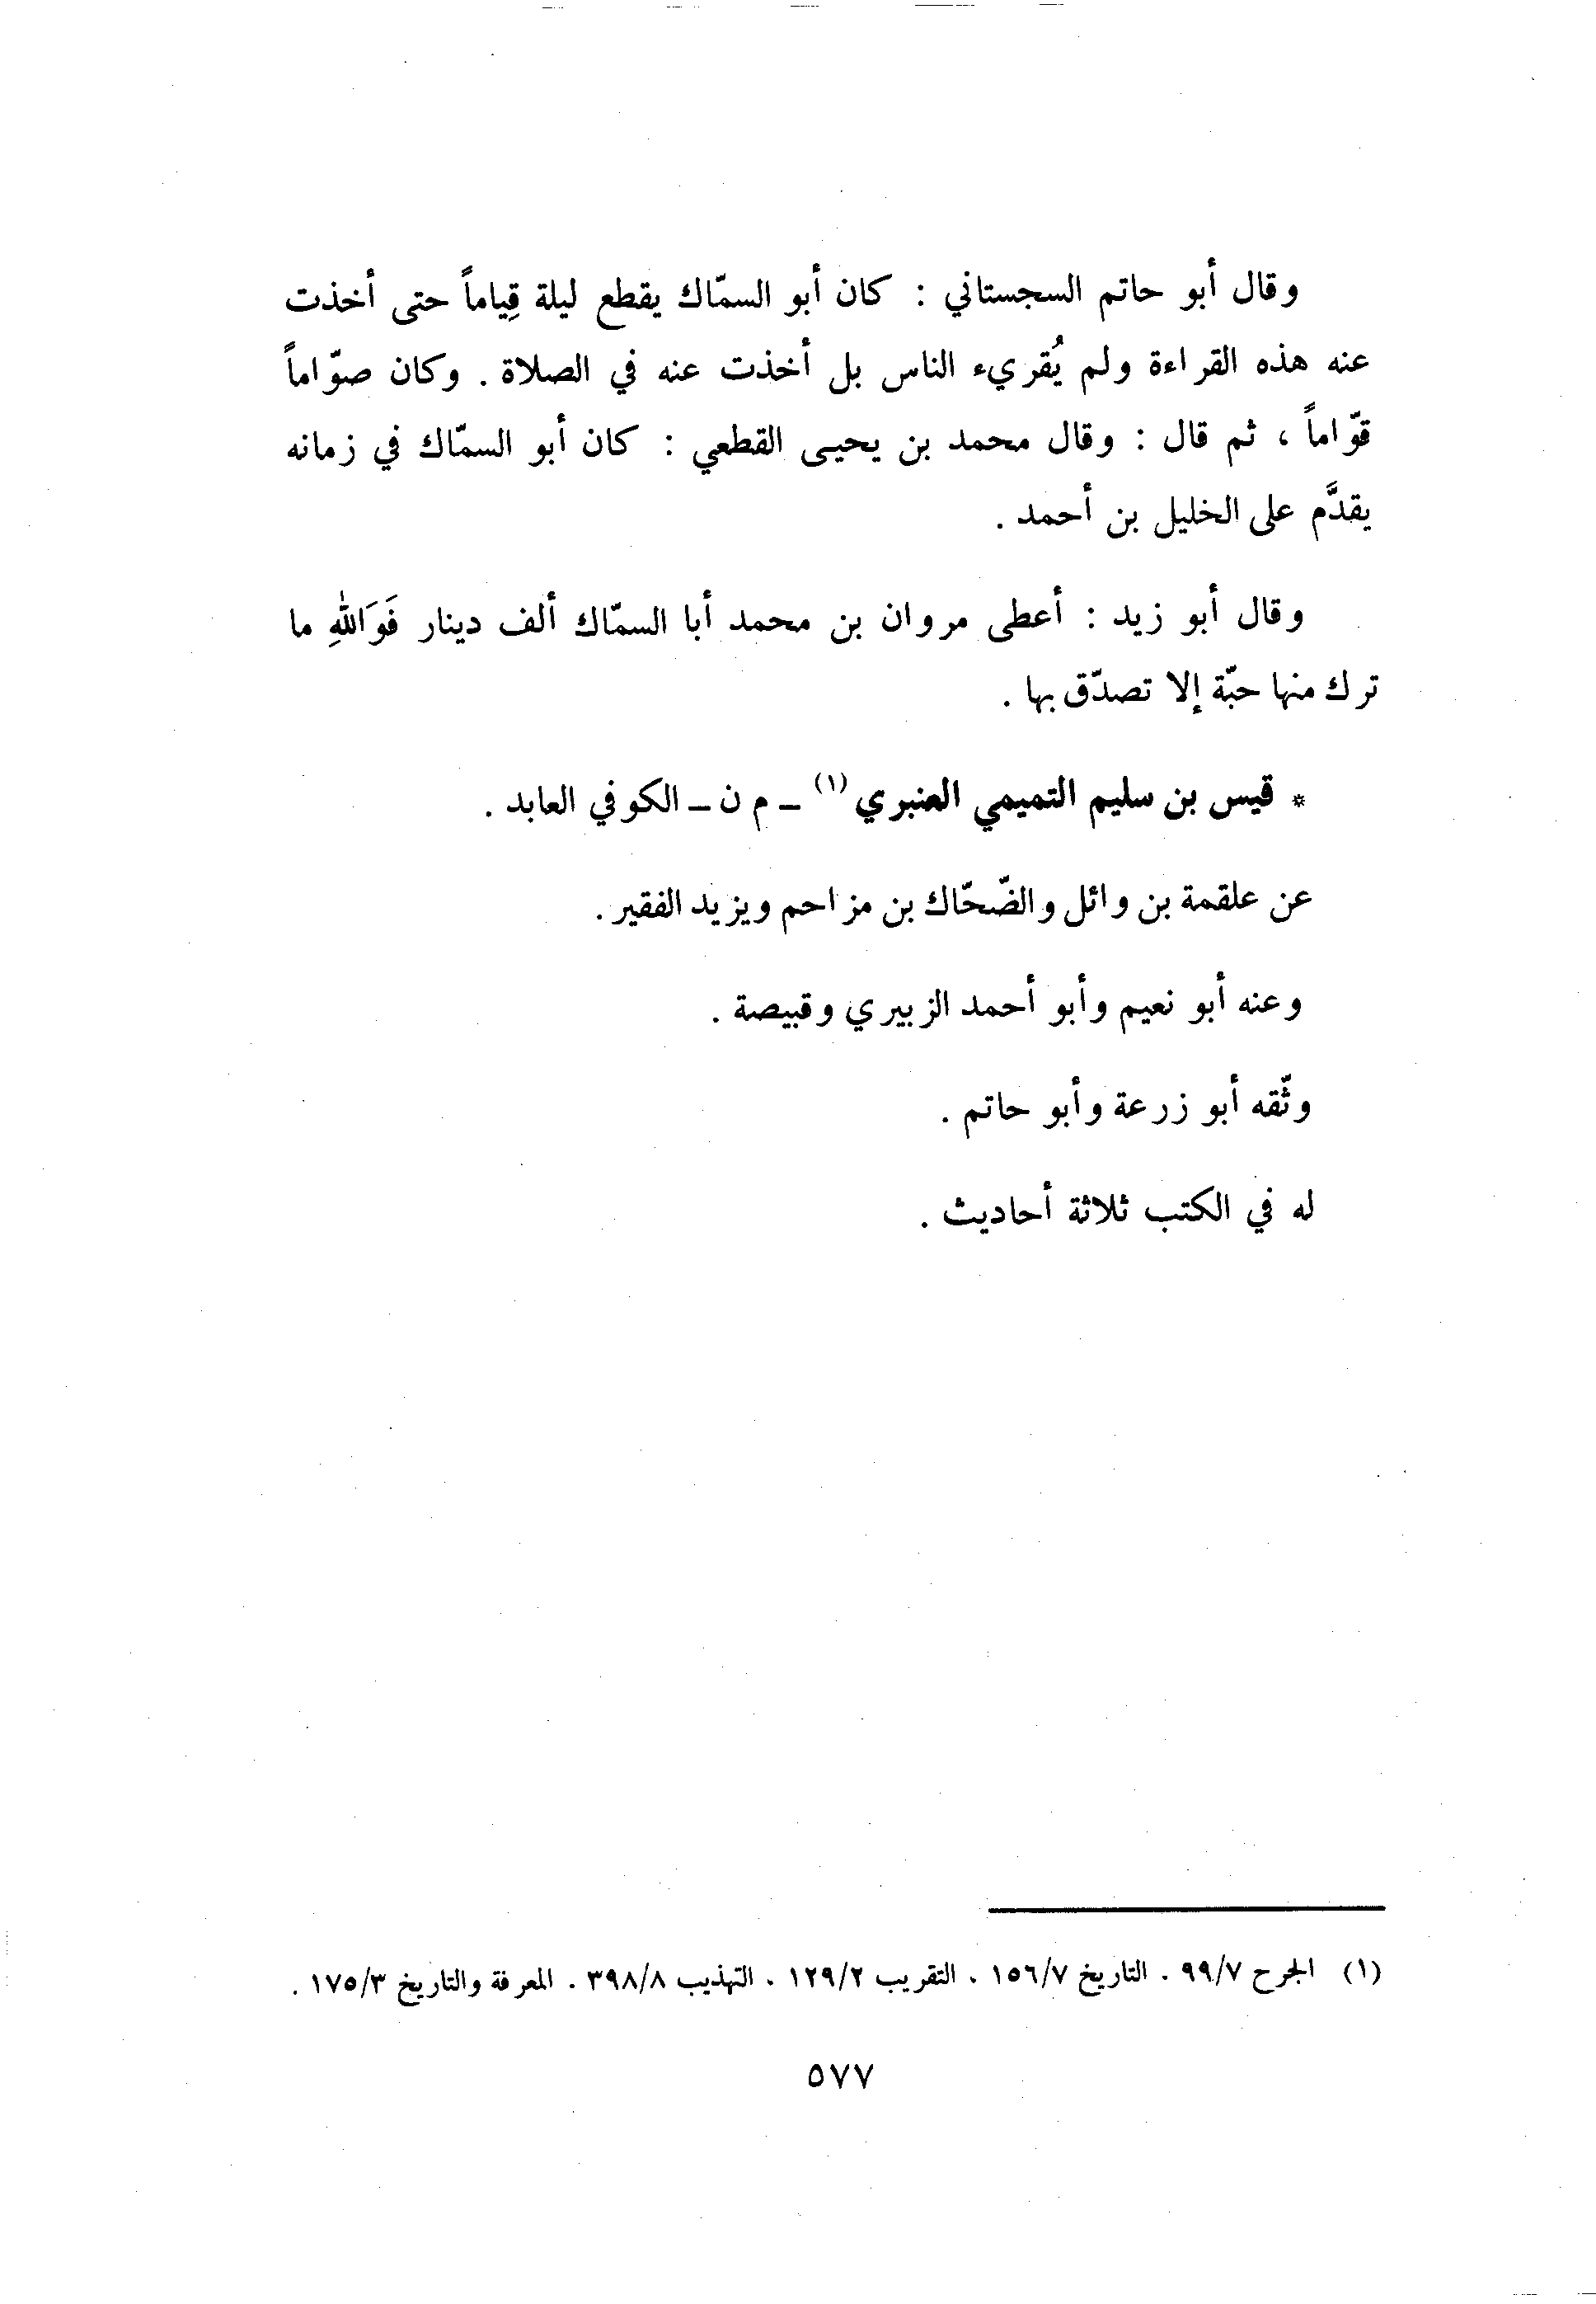 وقال أبو حاتم السجستاني : كان أبو السمّاك يقطع ليلة قِياماً حتى أخذت
عنه هذه القراءة ولم يُقريء الناس بل أخذت عنه في الصلاة . وكان صوّاماً
قوّاماً ، ثم قال : وقال محمد بن يحيى القطعي : كان أبو السمّاك في زمانه
يقدَّم على الخليل بن أحمد .
وقال أبو زيد : أعطى مروان بن محمد أبا السمّاك ألف دينار فَوَاللهِ ما
ترك منها حبّة إلا تصدّق بها .
* قيس بن سليم التميمي العنبري (١) ـ م ن ـ الكوفي العابد .
عن علقمة بن وائل والضّحّاك بن مزاحم ويزيد الفقير .
وعنه أبو نعيم وأبو أحمد الزبيري وقبيصة .
وثّقه أبو زرعة وأبو حاتم .
له في الكتب ثلاثة أحاديث .
(١) الجرح ٩٩/٧ . التاريخ ١٥٦/٧ . التقريب ١٢٩/٢ . التهذيب ٣٩٨/٨ . المعرفة والتاريخ ١٧٥/٣ .
٥٧٧